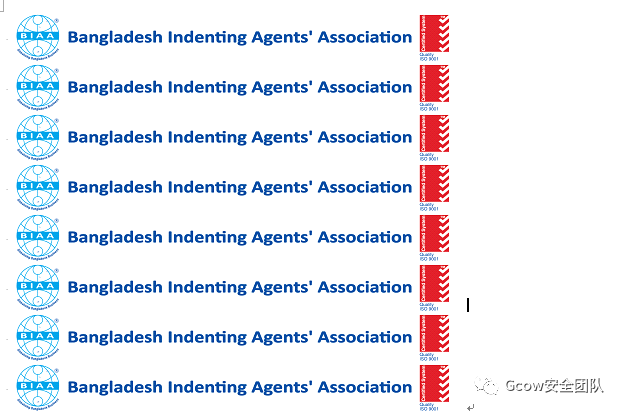 BIAA Bangladesh Indenting Agents' Association Certified System
Quality
ISO 9001
BIAA Bangladesh Indenting Agents' Association Certified System
Quality
ISO 9001
BIAA Bangladesh Indenting Agents' Association Certified System
Quality
ISO 9001
BIAA Bangladesh Indenting Agents' Association Certified System
Quality
ISO 9001
BIAA Bangladesh Indenting Agents' Association Certified System
Quality
ISO 9001
BIAA Bangladesh Indenting Agents' Association Certified System
Quality
ISO 9001
BIAA Bangladesh Indenting Agents' Association Certified System
Quality
ISO 9001
BIAA Bangladesh Indenting Agents' Association Certified System
Quality
ISO 9001
Gcow安全团队